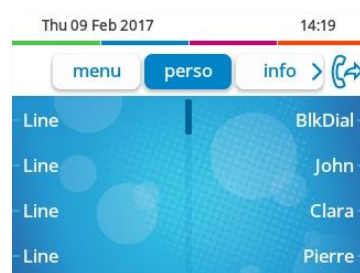 Thu 09 Feb 2017 14:19
menu perso info
Line BlkDial
Line John
Line Clara
Line Pierre